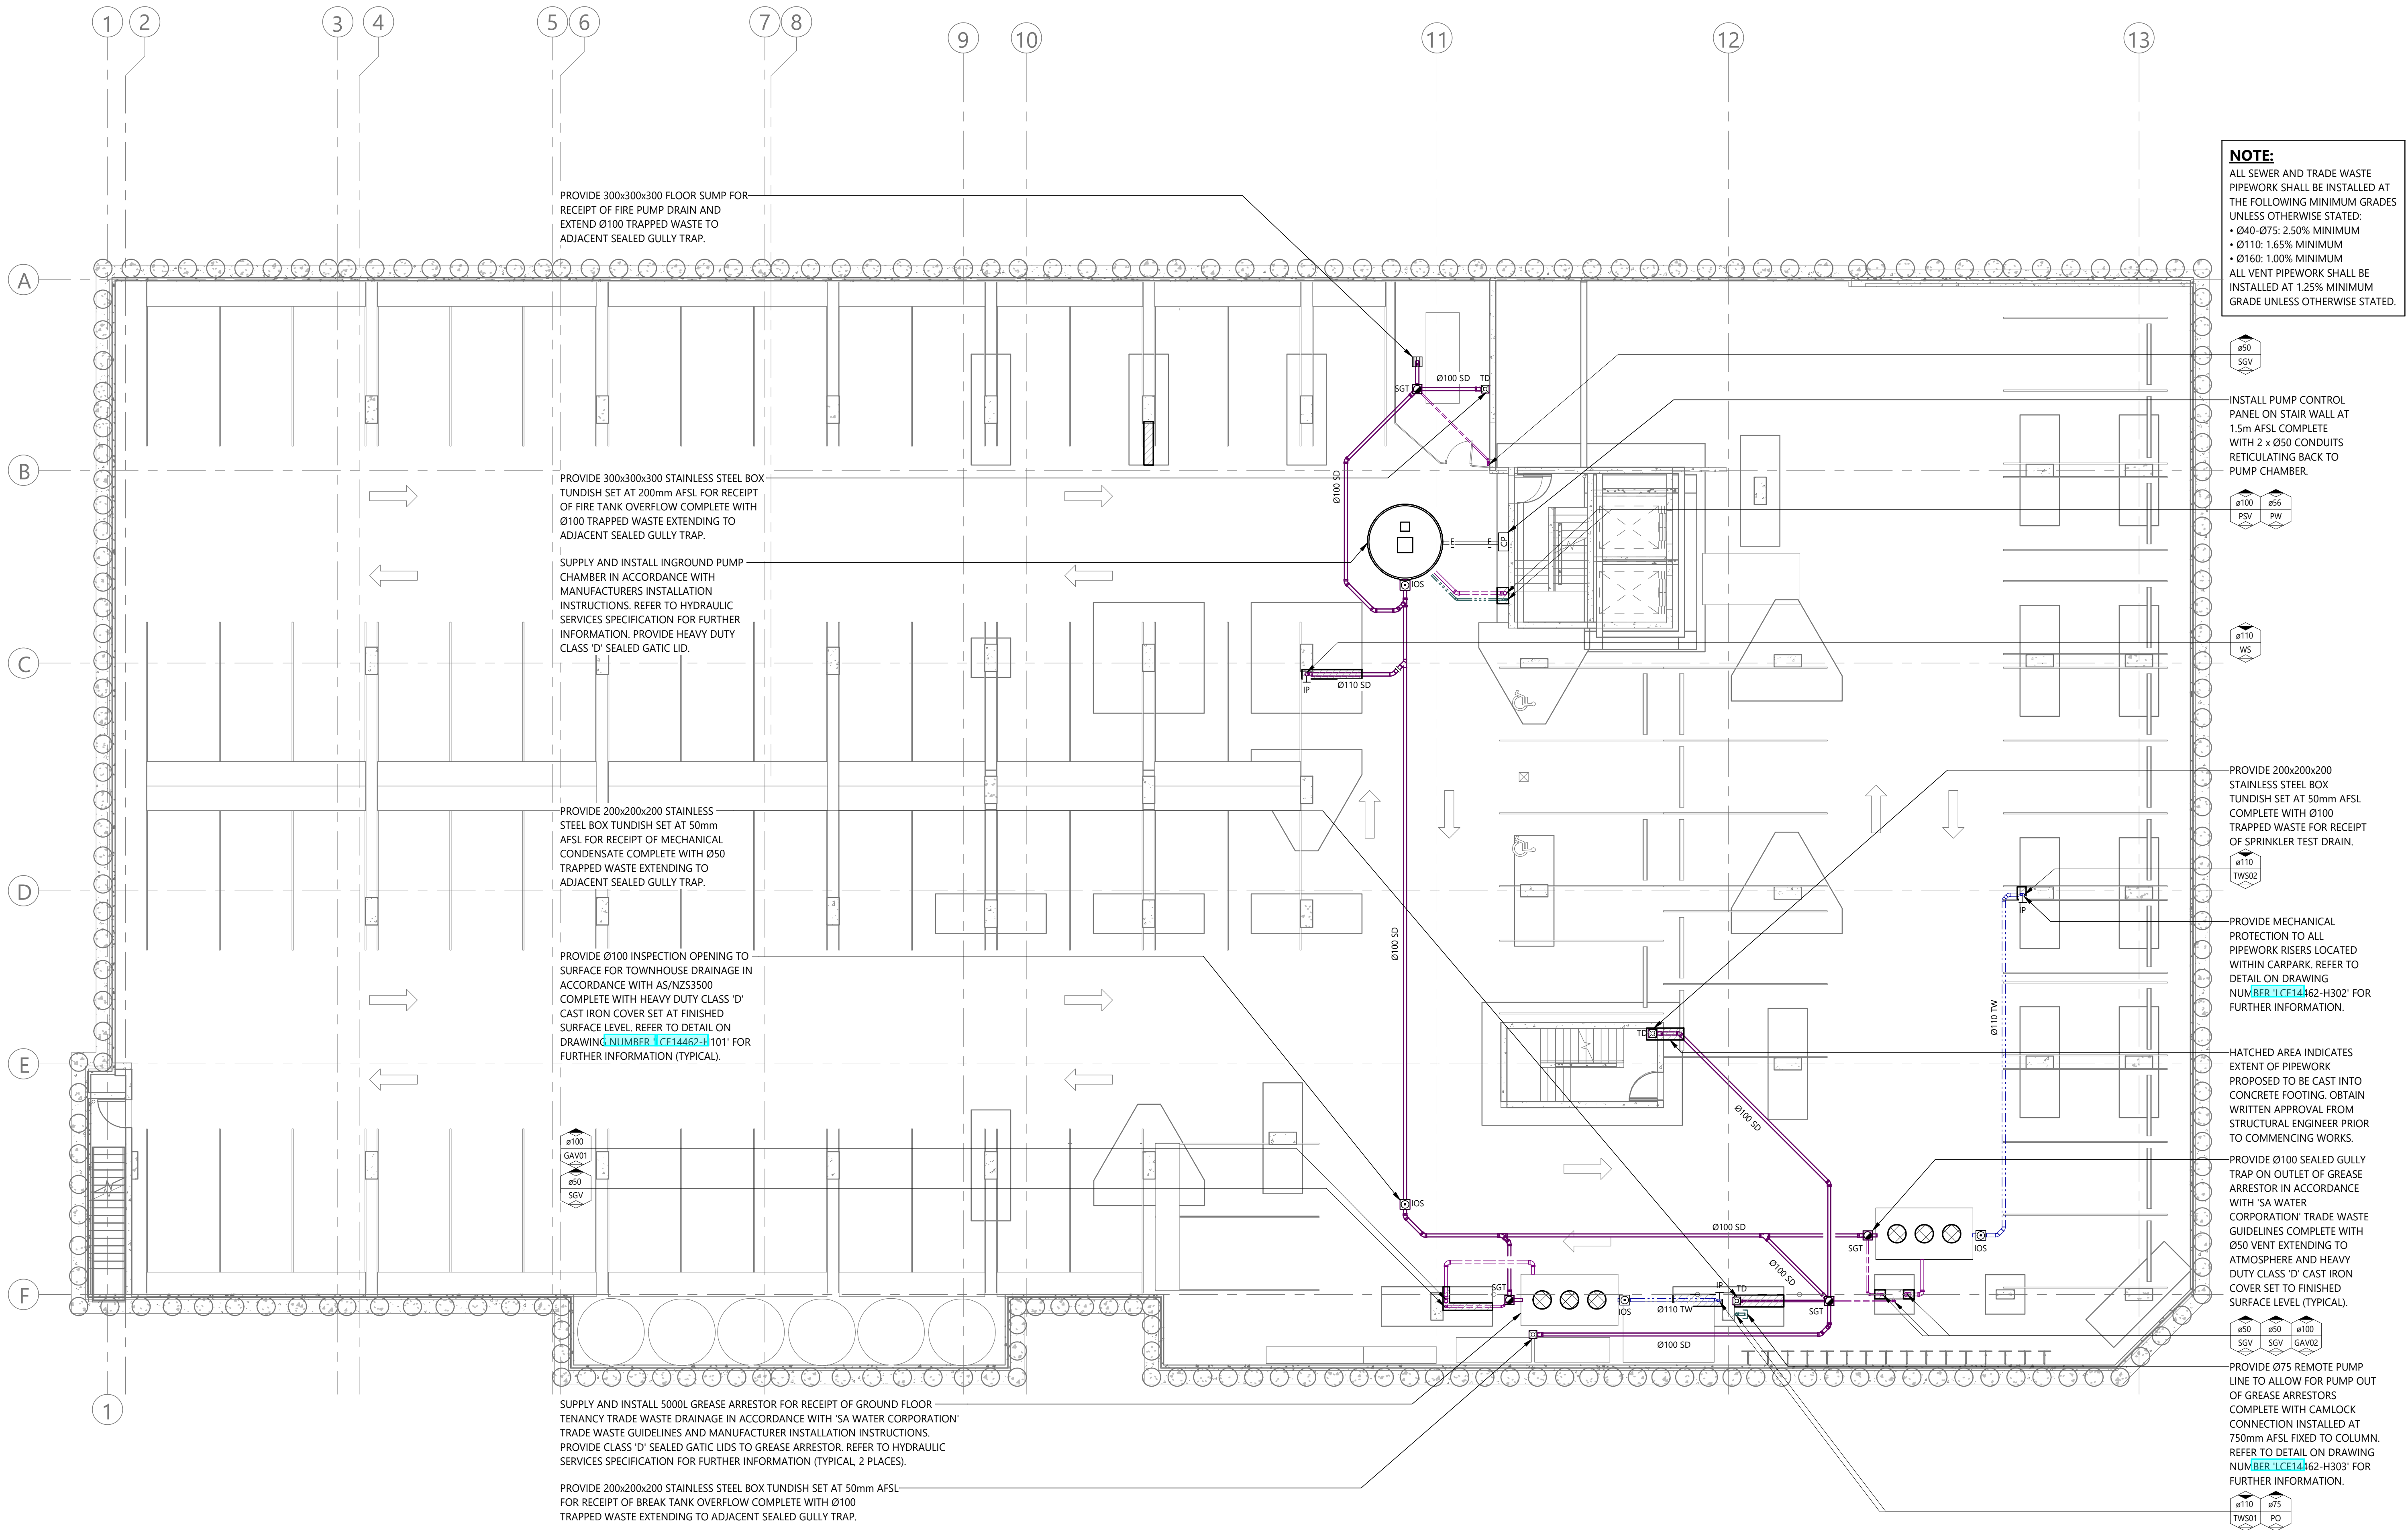 1
2
3
4
5
6
7
8
9
10
11
12
13
A
B
C
D
E
F
1
PROVIDE 300x300x300 FLOOR SUMP FOR
RECEIPT OF FIRE PUMP DRAIN AND
EXTEND Ø100 TRAPPED WASTE TO
ADJACENT SEALED GULLY TRAP.
PROVIDE 300x300x300 STAINLESS STEEL BOX
TUNDISH SET AT 200mm AFSL FOR RECEIPT
OF FIRE TANK OVERFLOW COMPLETE WITH
Ø100 TRAPPED WASTE EXTENDING TO
ADJACENT SEALED GULLY TRAP.
SUPPLY AND INSTALL INGROUND PUMP
CHAMBER IN ACCORDANCE WITH
MANUFACTURERS INSTALLATION
INSTRUCTIONS. REFER TO HYDRAULIC
SERVICES SPECIFICATION FOR FURTHER
INFORMATION. PROVIDE HEAVY DUTY
CLASS 'D' SEALED GATIC LID.
PROVIDE 200x200x200 STAINLESS
STEEL BOX TUNDISH SET AT 50mm
AFSL FOR RECEIPT OF MECHANICAL
CONDENSATE COMPLETE WITH Ø50
TRAPPED WASTE EXTENDING TO
ADJACENT SEALED GULLY TRAP.
PROVIDE Ø100 INSPECTION OPENING TO
SURFACE FOR TOWNHOUSE DRAINAGE IN
ACCORDANCE WITH AS/NZS3500
COMPLETE WITH HEAVY DUTY CLASS 'D'
CAST IRON COVER SET AT FINISHED
SURFACE LEVEL. REFER TO DETAIL ON
DRAWING NUMBER 'LCE14462-H101' FOR
FURTHER INFORMATION (TYPICAL).
ø100
GAV01
ø50
SGV
SUPPLY AND INSTALL 5000L GREASE ARRESTOR FOR RECEIPT OF GROUND FLOOR
TENANCY TRADE WASTE DRAINAGE IN ACCORDANCE WITH 'SA WATER CORPORATION'
TRADE WASTE GUIDELINES AND MANUFACTURER INSTALLATION INSTRUCTIONS.
PROVIDE CLASS 'D' SEALED GATIC LIDS TO GREASE ARRESTOR. REFER TO HYDRAULIC
SERVICES SPECIFICATION FOR FURTHER INFORMATION (TYPICAL, 2 PLACES).
PROVIDE 200x200x200 STAINLESS STEEL BOX TUNDISH SET AT 50mm AFSL
FOR RECEIPT OF BREAK TANK OVERFLOW COMPLETE WITH Ø100
TRAPPED WASTE EXTENDING TO ADJACENT SEALED GULLY TRAP.
SGT
Ø100 SD
TD
Ø100 SD
E
E
CP
IOS
IP
Ø110 SD
Ø100 SD
TD
Ø100 SD
IOS
Ø100 SD
Ø100 SD
SGT
IOS
Ø110 TW
IP
TD
SGT
Ø100 SD
SGT
IOS
Ø110 TW
IP
NOTE:
ALL SEWER AND TRADE WASTE
PIPEWORK SHALL BE INSTALLED AT
THE FOLLOWING MINIMUM GRADES
UNLESS OTHERWISE STATED:
• Ø40-Ø75: 2.50% MINIMUM
• Ø110: 1.65% MINIMUM
• Ø160: 1.00% MINIMUM
ALL VENT PIPEWORK SHALL BE
INSTALLED AT 1.25% MINIMUM
GRADE UNLESS OTHERWISE STATED.
ø50
SGV
INSTALL PUMP CONTROL
PANEL ON STAIR WALL AT
1.5m AFSL COMPLETE
WITH 2 x Ø50 CONDUITS
RETICULATING BACK TO
PUMP CHAMBER.
ø100 ø56
PSV PW
ø110
WS
PROVIDE 200x200x200
STAINLESS STEEL BOX
TUNDISH SET AT 50mm AFSL
COMPLETE WITH Ø100
TRAPPED WASTE FOR RECEIPT
OF SPRINKLER TEST DRAIN.
ø110
TWS02
PROVIDE MECHANICAL
PROTECTION TO ALL
PIPEWORK RISERS LOCATED
WITHIN CARPARK. REFER TO
DETAIL ON DRAWING
NUMBER 'LCE14462-H302' FOR
FURTHER INFORMATION.
HATCHED AREA INDICATES
EXTENT OF PIPEWORK
PROPOSED TO BE CAST INTO
CONCRETE FOOTING. OBTAIN
WRITTEN APPROVAL FROM
STRUCTURAL ENGINEER PRIOR
TO COMMENCING WORKS.
PROVIDE Ø100 SEALED GULLY
TRAP ON OUTLET OF GREASE
ARRESTOR IN ACCORDANCE
WITH 'SA WATER
CORPORATION' TRADE WASTE
GUIDELINES COMPLETE WITH
Ø50 VENT EXTENDING TO
ATMOSPHERE AND HEAVY
DUTY CLASS 'D' CAST IRON
COVER SET TO FINISHED
SURFACE LEVEL (TYPICAL).
ø50 ø50 ø100
SGV SGV GAV02
PROVIDE Ø75 REMOTE PUMP
LINE TO ALLOW FOR PUMP OUT
OF GREASE ARRESTORS
COMPLETE WITH CAMLOCK
CONNECTION INSTALLED AT
750mm AFSL FIXED TO COLUMN.
REFER TO DETAIL ON DRAWING
NUMBER 'LCE14462-H303' FOR
FURTHER INFORMATION.
ø110 ø75
TWS01 PO